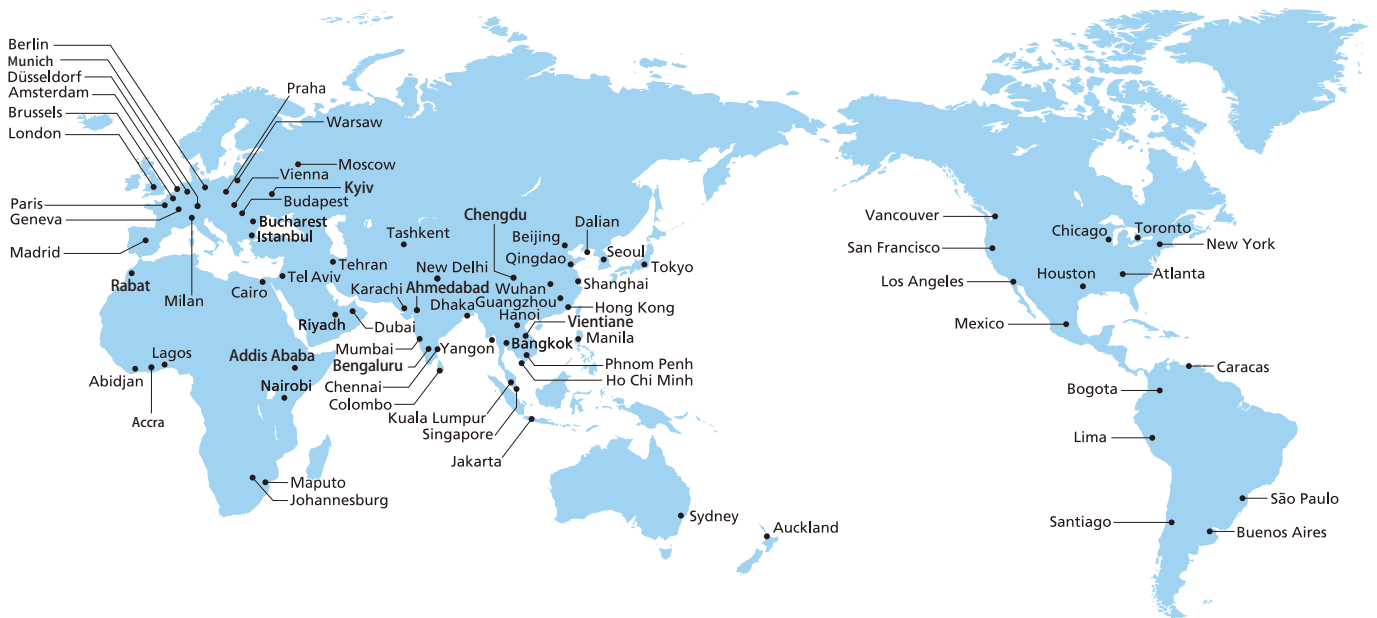 Berlin
Munich
Düsseldorf
Amsterdam
Brussels
London
Praha
Warsaw
Moscow
Vienna
Kyiv
Budapest
Paris
Geneva
Bucharest
Istanbul
Madrid
Rabat
Milan
Cairo
Tel Aviv
Tehran
Tashkent
Chengdu
Dalian
Beijing
Qingdao
Seoul
Tokyo
New Delhi
Karachi
Ahmedabad
Wuhan
Shanghai
Dhaka
Guangzhou
Hong Kong
Hanoi
Riyadh
Dubai
Vientiane
Manila
Mumbai
Yangon
Bangkok
Bengaluru
Phnom Penh
Chennai
Ho Chi Minh
Colombo
Kuala Lumpur
Singapore
Jakarta
Lagos
Addis Ababa
Abidjan
Nairobi
Accra
Maputo
Johannesburg
Sydney
Auckland
Vancouver
Chicago
Toronto
New York
San Francisco
Los Angeles
Houston
Atlanta
Mexico
Caracas
Bogota
Lima
São Paulo
Santiago
Buenos Aires